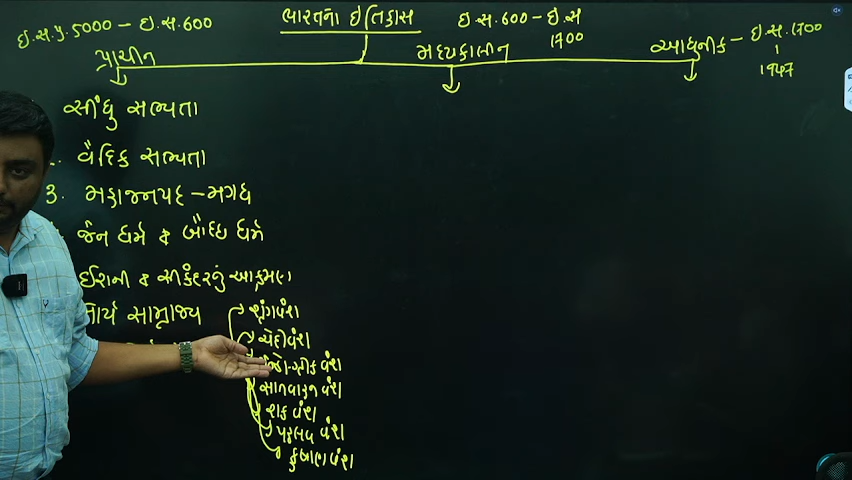 ભારતનો ઇતિહાસ
ઇ.સ.પૂ. 5000 – ઇ.સ. 600
ઇ.સ. 600 – ઇ.સ
1700
પ્રાચીન
મધ્યકાલીન
આધુનીક – ઇ.સ. 1700
1947
સીંધુ સભ્યતા
વૈદિક સભ્યતા
3. મહાજનપદ – મગધ
જૈન ધર્મ & બૌધ્ધ ધર્મ
ઈરાની & સીકંદરનું આક્રમણ
સામ્રાજ્ય
શૃંગવંશ
ચેદીવંશ
વંશ
સાતવાહન વંશ
શક વંશ
પહલવ વંશ
કુષાણ વંશ